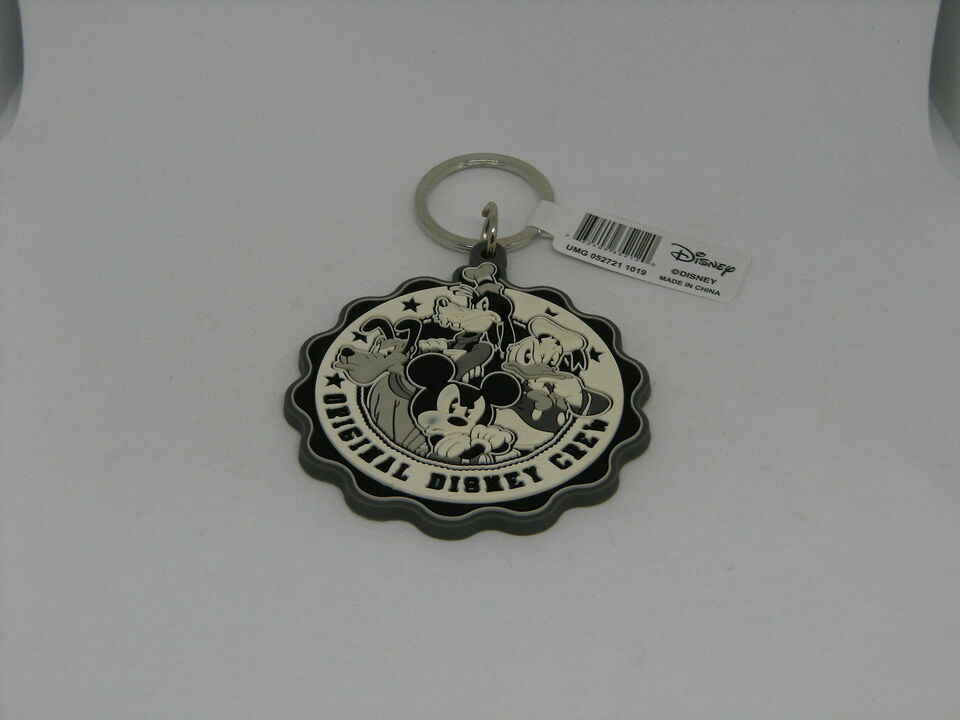 UMG 052721 1019
Disney
©DISNEY
MADE IN CHINA
ORIGINAL DISNEY CREW